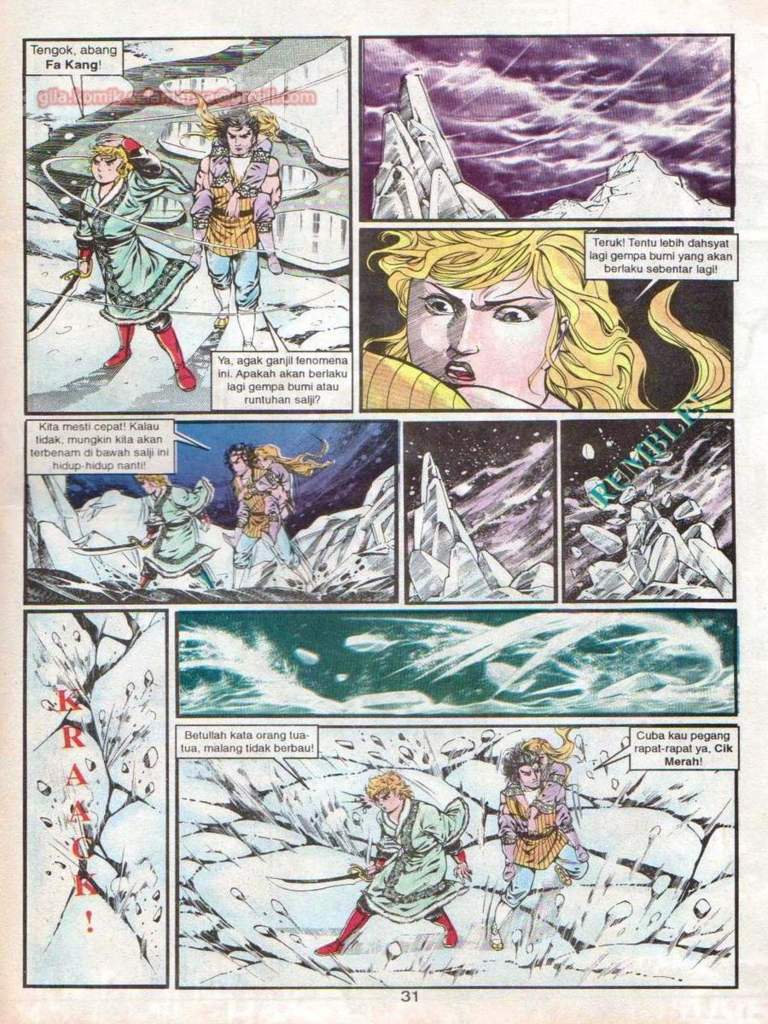 Tengok, abang
Fa Kang!
Ya, agak ganjil fenomena
ini. Apakah akan berlaku
lagi gempa bumi atau
runtuhan salji?
Teruk! Tentu lebih dahsyat
lagi gempa bumi yang akan
berlaku sebentar lagi!
Kita mesti cepat! Kalau
tidak, mungkin kita akan
terbenam di bawah salji ini
hidup-hidup nanti!
RUMBLE!
KRAACK!
Betullah kata orang tua-
tua, malang tidak berbau!
Cuba kau pegang
rapat-rapat ya, Cik
Merah!
31